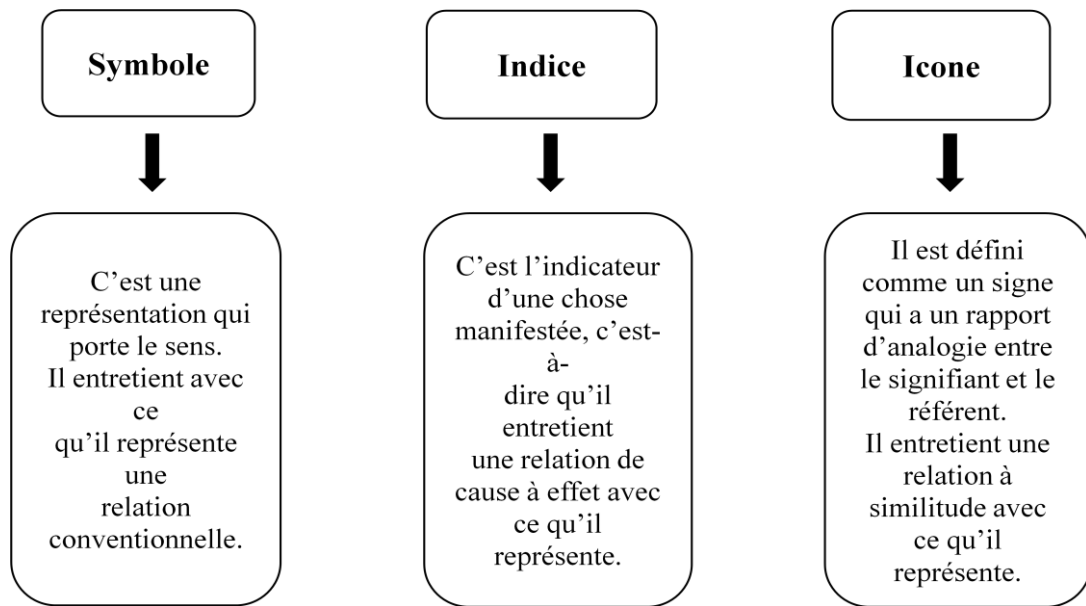 Symbole
Indice
Icone
C’est une
représentation qui
porte le sens.
Il entretient avec
ce
qu’il représente
une
relation
conventionnelle.
C’est l’indicateur
d’une chose
manifestée, c’est-
à-
dire qu’il
entretient
une relation de
cause à effet avec
ce qu’il
représente.
Il est défini
comme un signe
qui a un rapport
d’analogie entre
le signifiant et le
référent.
Il entretient une
relation à
similitude avec
ce qu’il
représente.